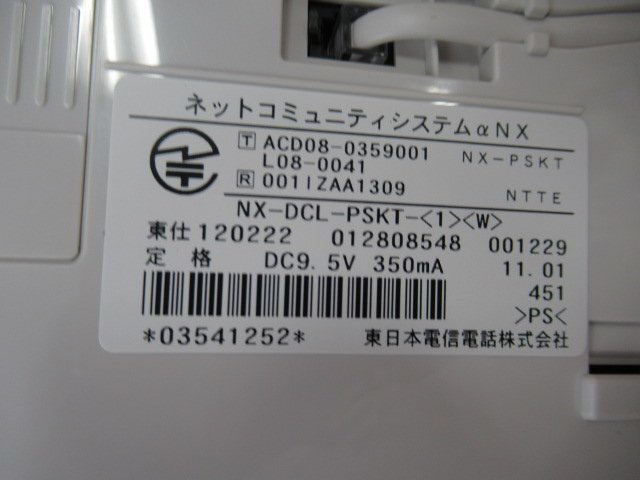 ネットコミュニティシステムαNX
T ACD08-0359001 NX-PSKT
L08-0041
R 001IZAA1309 NTTE
NX-DCL-PSKT-<1><W>
東仕 120222 012808548 001229
定 格 DC9.5V 350mA 11.01
451
>PS<
*03541252* 東日本電信電話株式会社